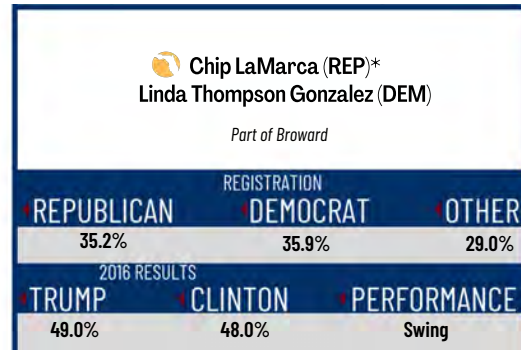 Chip LaMarca (REP)*
Linda Thompson Gonzalez (DEM)
Part of Broward
REGISTRATION
REPUBLICAN DEMOCRAT OTHER
35.2% 35.9% 29.0%
2016 RESULTS
TRUMP CLINTON PERFORMANCE
49.0% 48.0% Swing